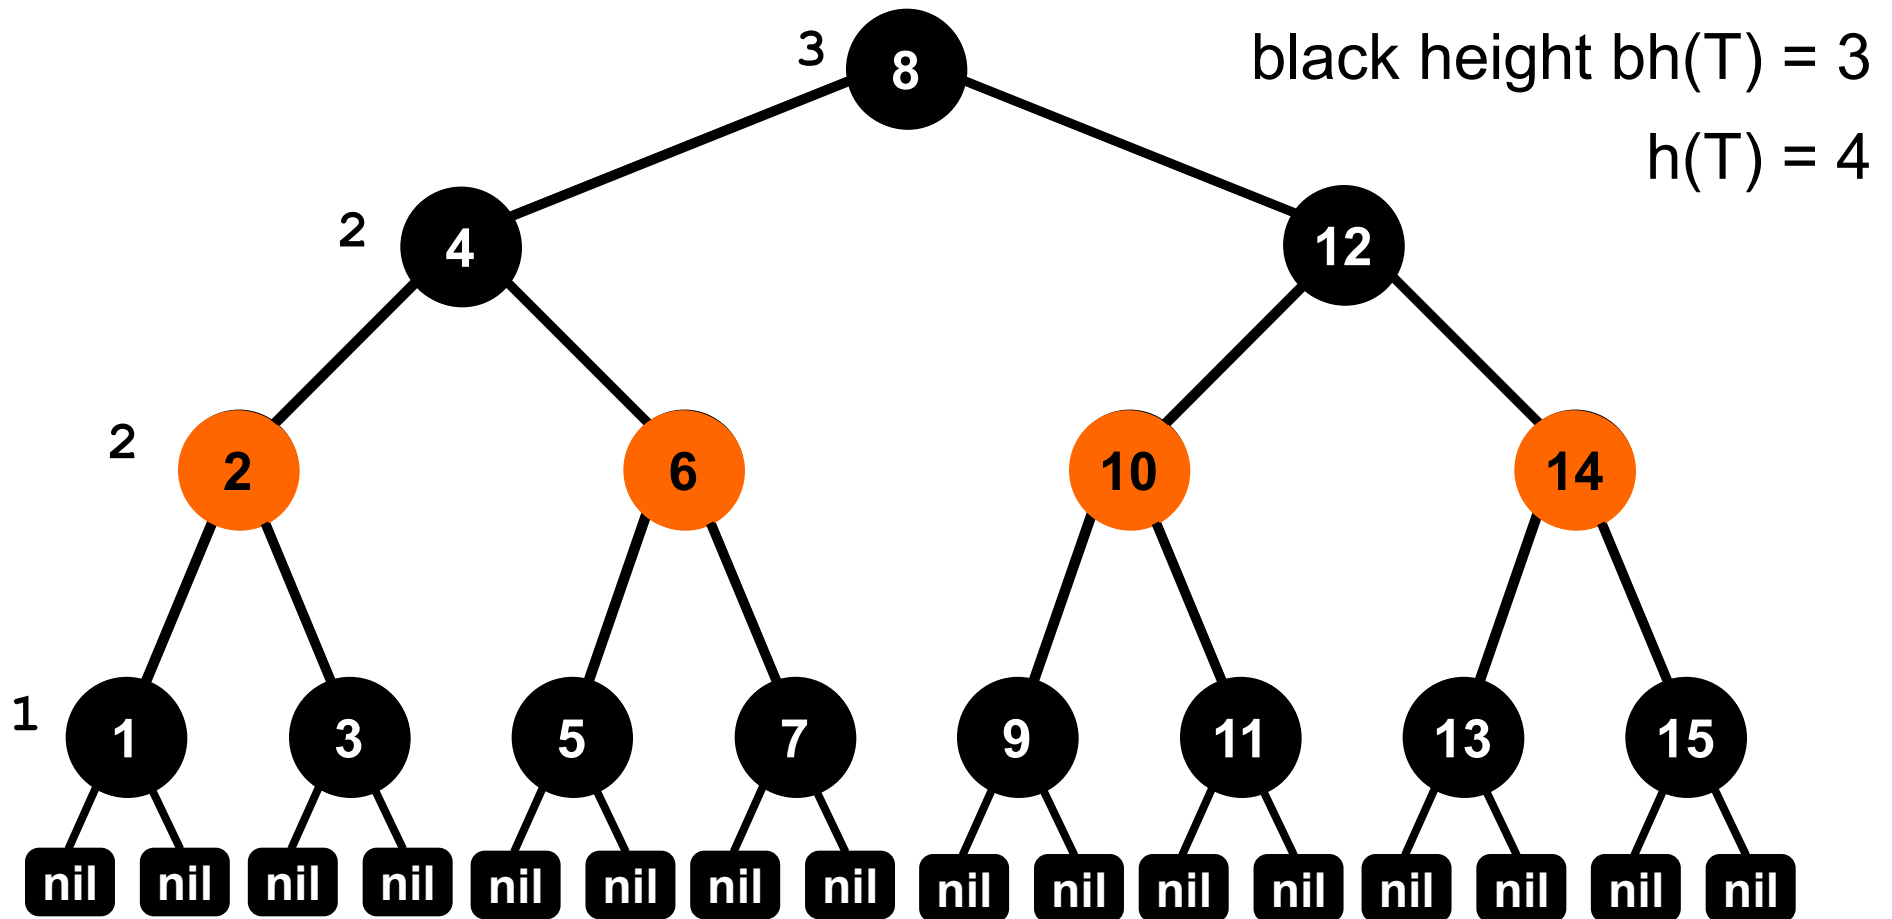 3 8 black height bh(T) = 3
h(T) = 4
2 4 12
2 2 6 10 14
1 1 3 5 7 9 11 13 15
nil nil nil nil nil nil nil nil nil nil nil nil nil nil nil nil